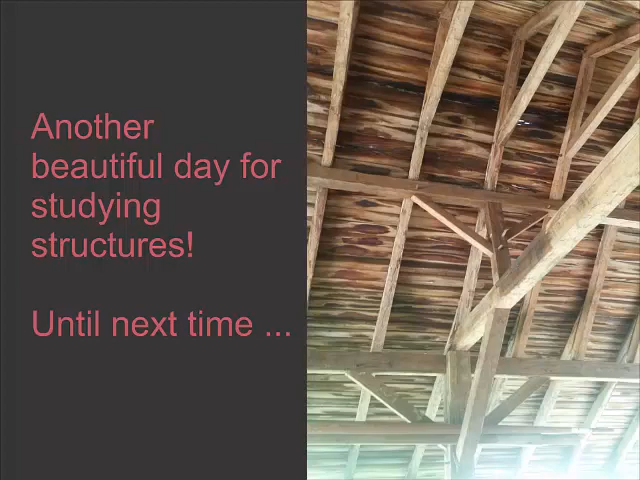 Another
beautiful day for
studying
structures!
Until next time ...